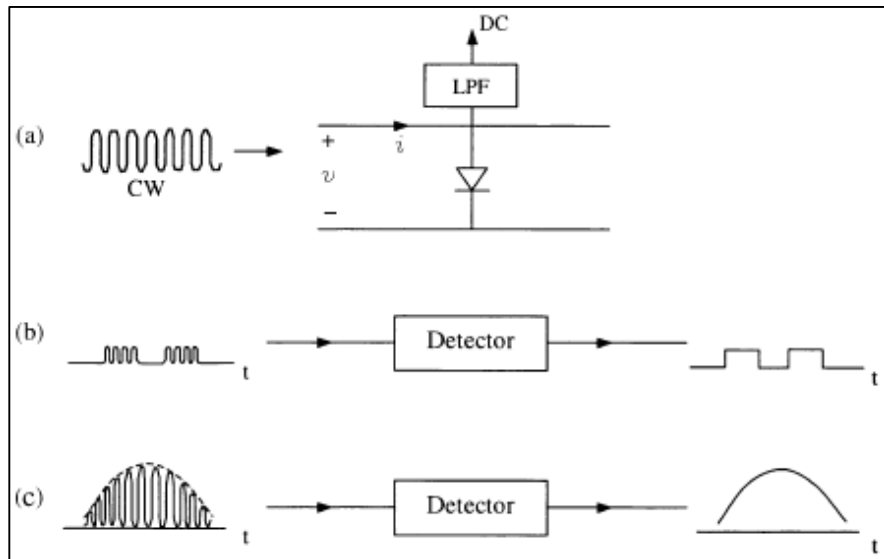 DC
LPF
(a)
+
i
v
−
CW
(b)
Detector
t
t
(c)
Detector
t
t